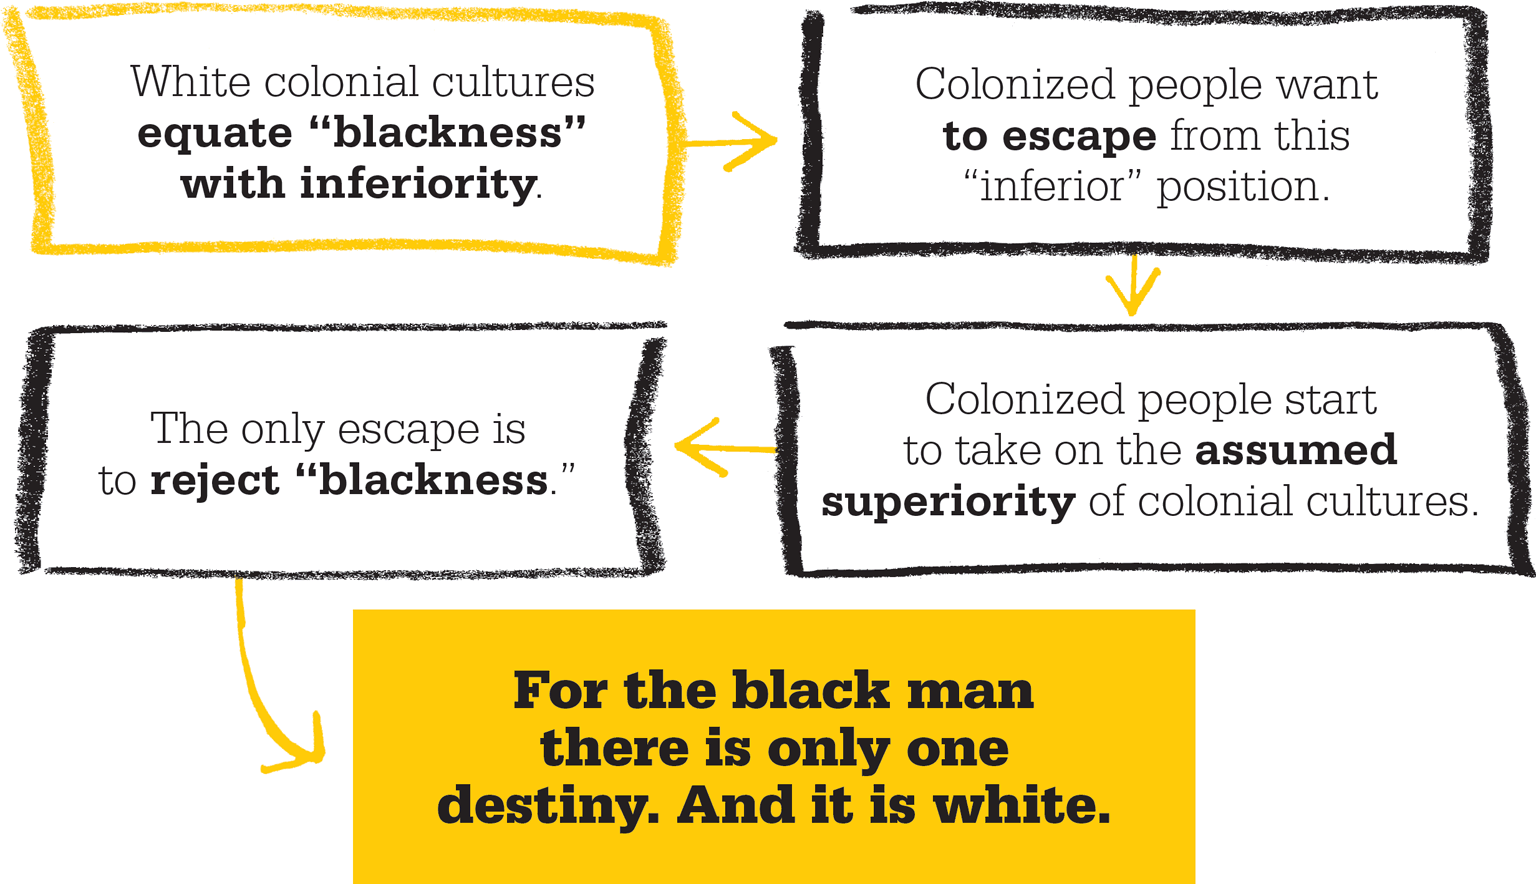 White colonial cultures
equate “blackness”
with inferiority.
Colonized people want
to escape from this
“inferior” position.
Colonized people start
to take on the assumed
superiority of colonial cultures.
The only escape is
to reject “blackness.”
For the black man
there is only one
destiny. And it is white.